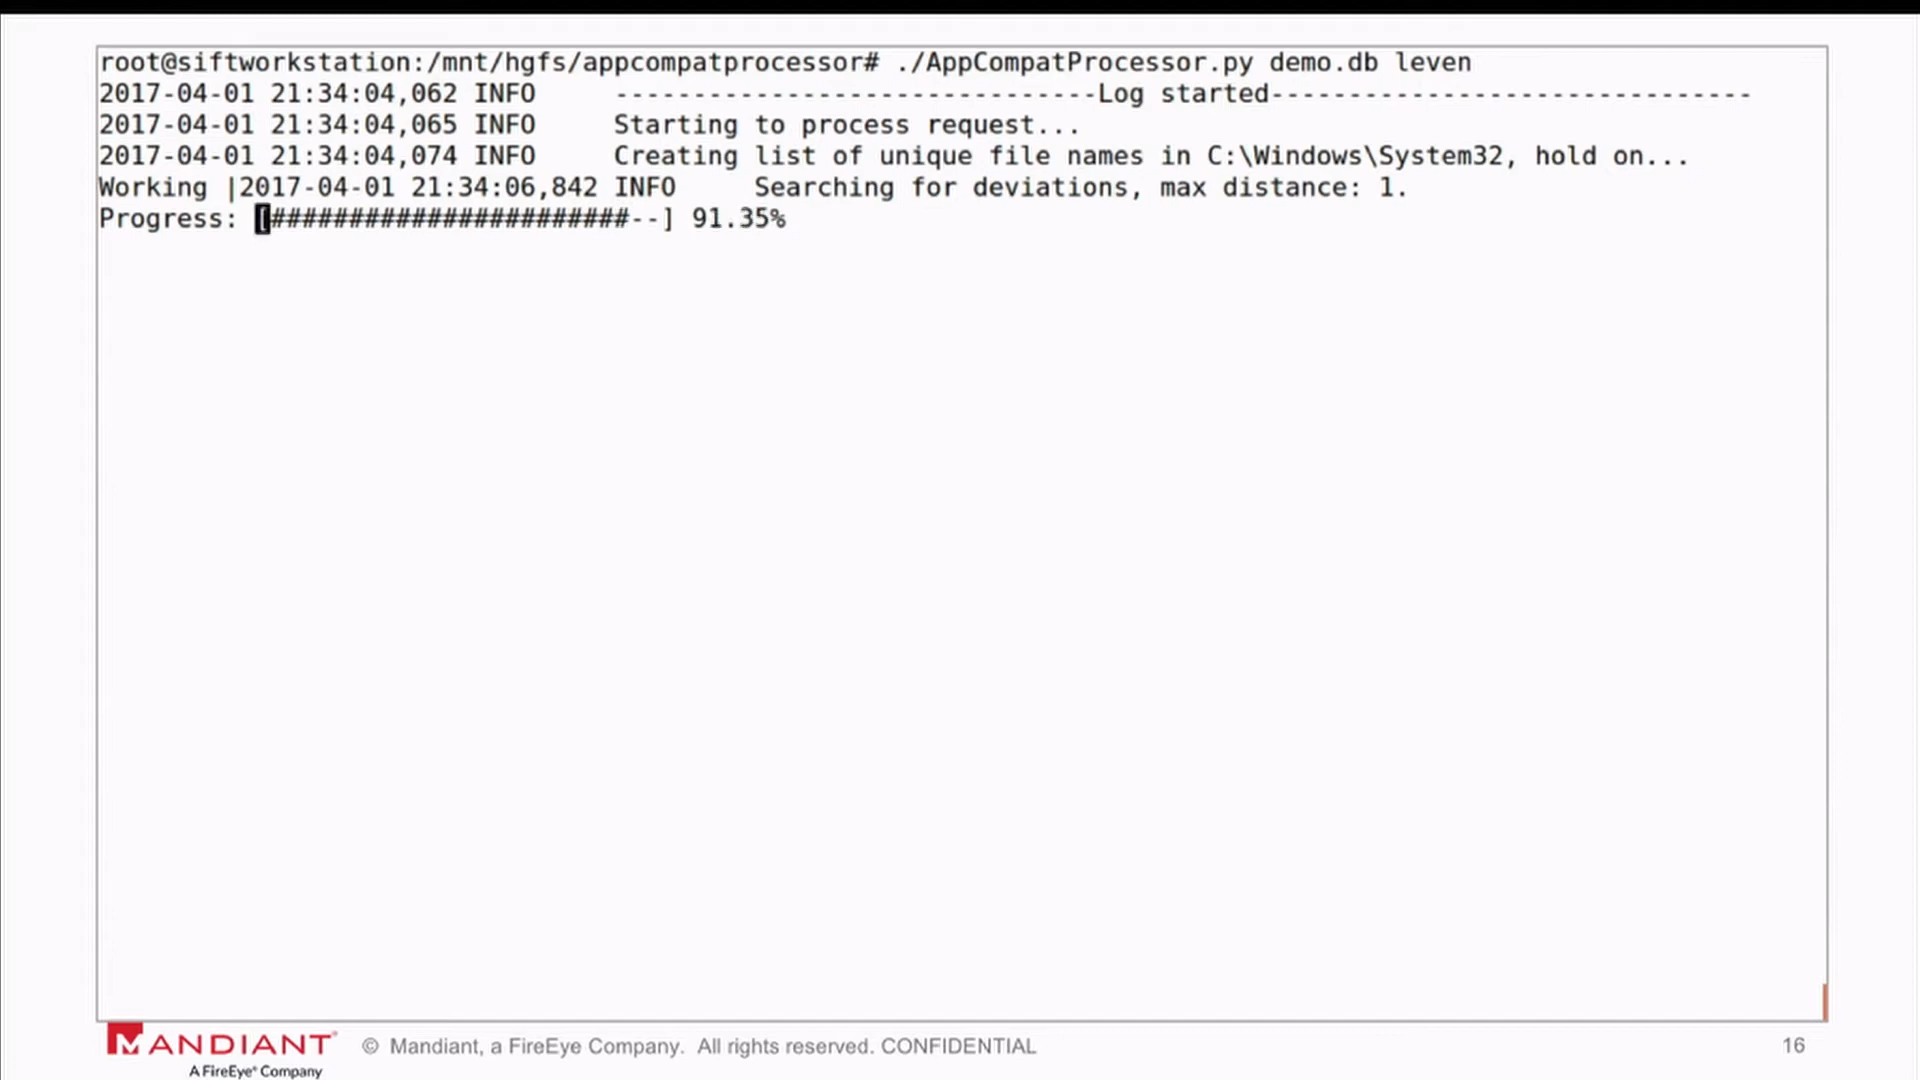 root@siftworkstation:/mnt/hgfs/appcompatprocessor# ./AppCompatProcessor.py demo.db leven
2017-04-01 21:34:04,062 INFO     -------------------------------Log started-------------------------------
2017-04-01 21:34:04,065 INFO     Starting to process request...
2017-04-01 21:34:04,074 INFO     Creating list of unique file names in C:\Windows\System32, hold on...
Working |2017-04-01 21:34:06,842 INFO     Searching for deviations, max distance: 1.
Progress: [#######################--] 91.35%
MANDIANT
A FireEye® Company
© Mandiant, a FireEye Company. All rights reserved. CONFIDENTIAL
16